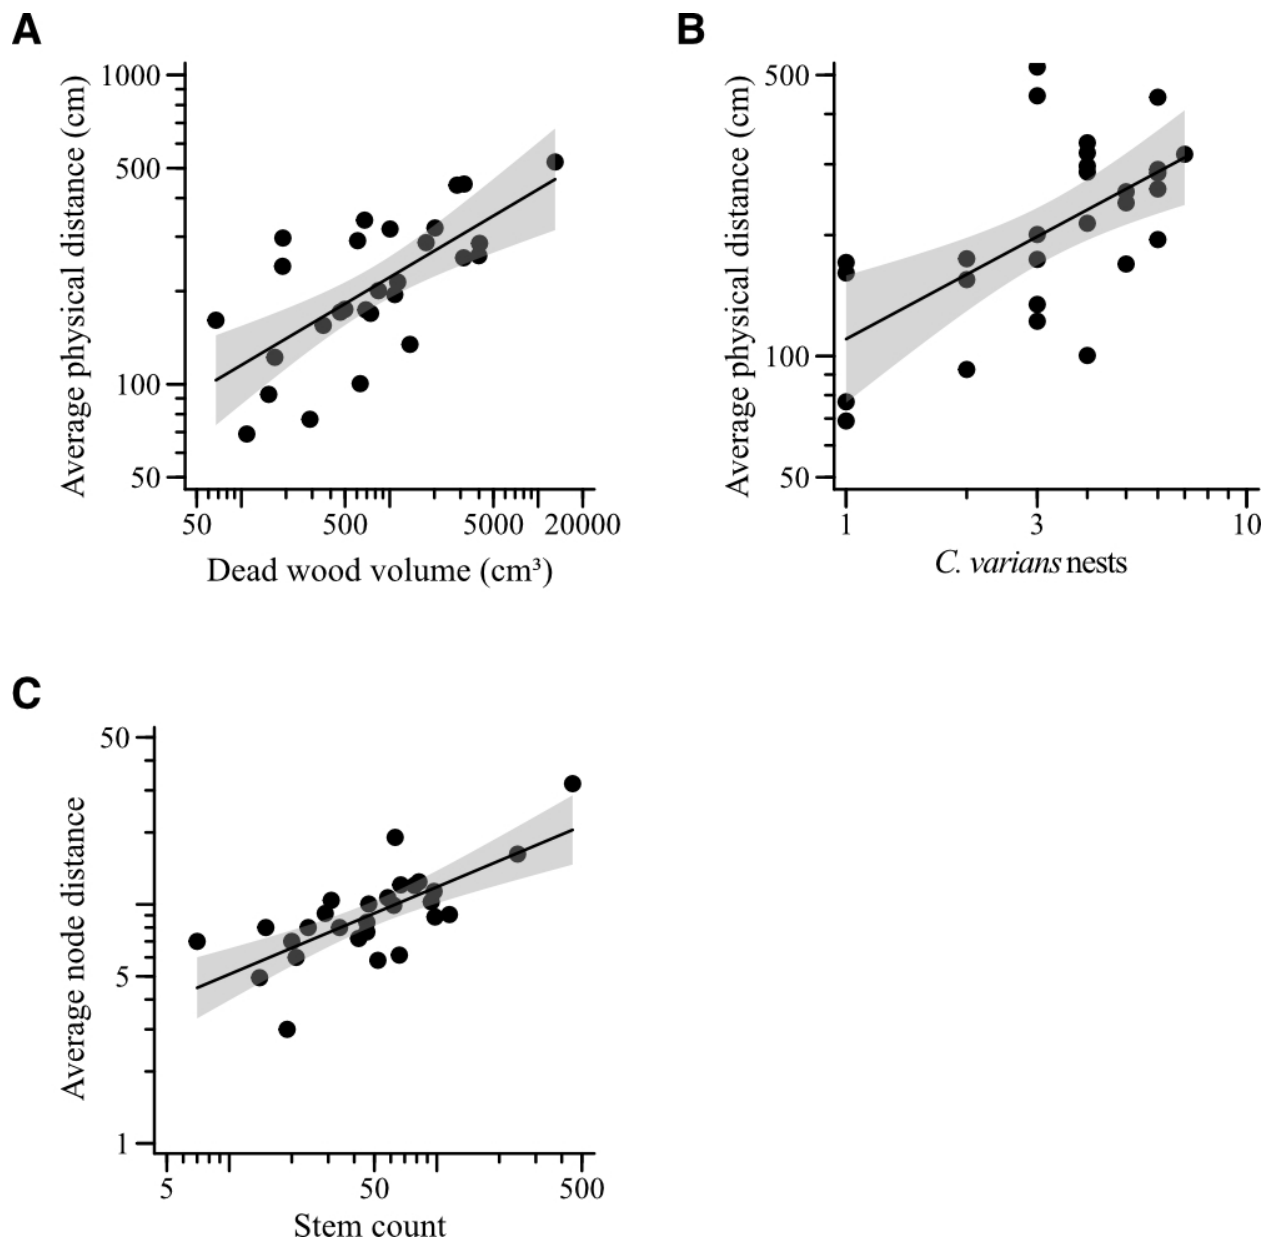 A
Average physical distance (cm)
1000
500
100
50
50 500 5000 20000
Dead wood volume (cm³)
B
Average physical distance (cm)
500
100
50
1 3 10
C. varians nests
C
Average node distance
50
5
1
5 50 500
Stem count